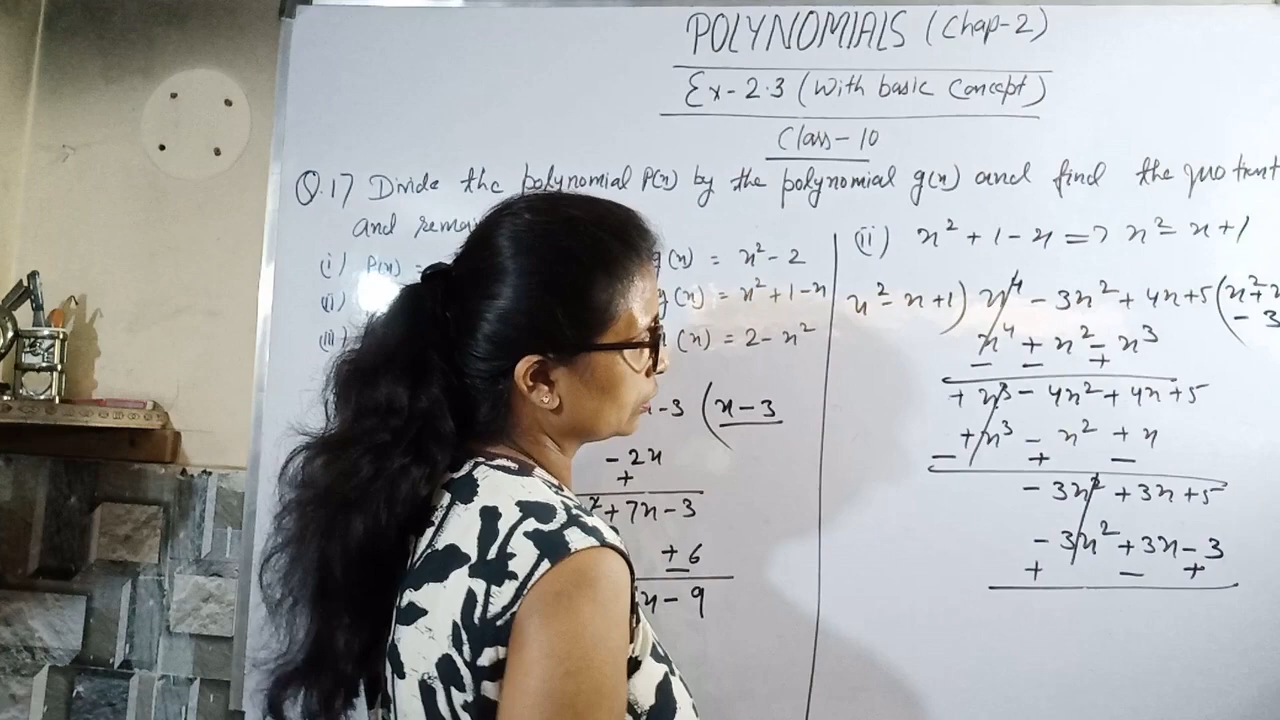 POLYNOMIALS (Chap-2)
Ex-2.3 (With basic Concept)
Class-10
Q.17 Divide the polynomial P(x) by the polynomial g(x) and find the quotient
and
(i) P(x) = g(x) = x² - 2
(ii) g(x) = x² + 1 - x
(iii) (x) = 2 - x²
-3 (x - 3
- 2x
+
² + 7x - 3
+ 6
-
x - 9
(ii) x² + 1 - x => x² - x + 1
x² - x + 1) x⁴ - 3x² + 4x + 5 (x² + x
- 3
x⁴ + x² - x³
- - +
+ x³ - 4x² + 4x + 5
+ x³ - x² + x
- + -
- 3x² + 3x + 5
- 3x² + 3x - 3
+ - +